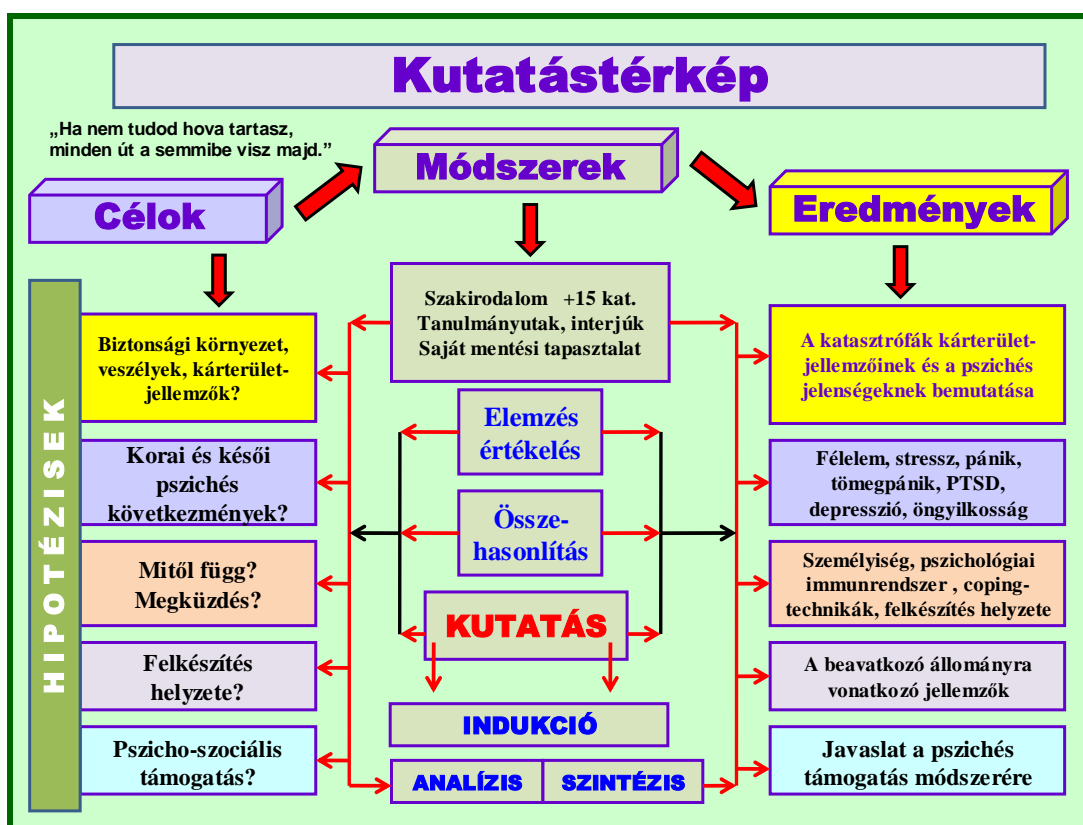 Kutatástérkép
„Ha nem tudod hova tartasz,
minden út a semmibe visz majd.”
Célok
Módszerek
Eredmények
HIPOTÉZISEK
Biztonsági környezet,
veszélyek, kárterület-
jellemzők?
Korai és késői
pszichés
következmények?
Mitől függ?
Megküzdés?
Felkészítés
helyzete?
Pszicho-szociális
támogatás?
Szakirodalom +15 kat.
Tanulmányutak, interjúk
Saját mentési tapasztalat
Elemzés
értékelés
Össze-
hasonlítás
KUTATÁS
INDUKCIÓ
ANALÍZIS
SZINTÉZIS
A katasztrófák kárterület-
jellemzőinek és a pszichés
jelenségeknek bemutatása
Félelem, stressz, pánik,
tömegpánik, PTSD,
depresszió, öngyilkosság
Személyiség, pszichológiai
immunrendszer , coping-
technikák, felkészítés helyzete
A beavatkozó állományra
vonatkozó jellemzők
Javaslat a pszichés
támogatás módszerére